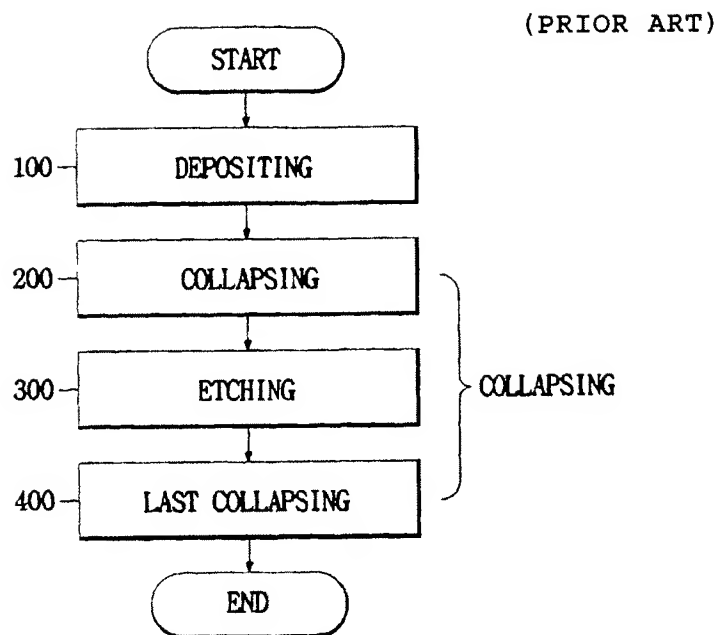 (PRIOR ART)
START
100
DEPOSITING
200
COLLAPSING
300
ETCHING
COLLAPSING
400
LAST COLLAPSING
END